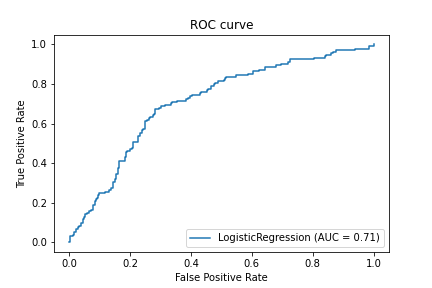 ROC curve
True Positive Rate
1.0
0.8
0.6
0.4
0.2
0.0
LogisticRegression (AUC = 0.71)
0.0 0.2 0.4 0.6 0.8 1.0
False Positive Rate